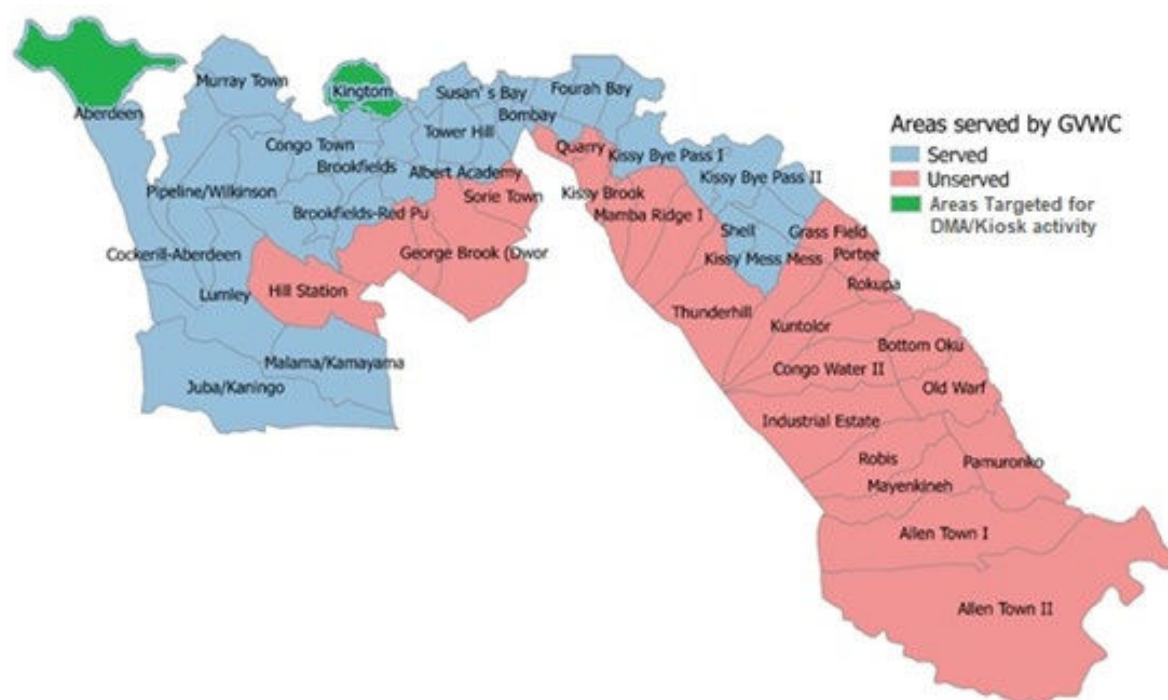 Murray Town
Kingtom
Susan' s Bay
Fourah Bay
Aberdeen
Bombay
Tower Hill
Congo Town
Quarry
Kissy Bye Pass I
Brookfields
Albert Academy
Kissy Bye Pass II
Pipeline/Wilkinson
Sorie Town
Kissy Brook
Brookfields-Red Pu
Mamba Ridge I
Shell
Grass Field
Cockerill-Aberdeen
George Brook (Dwor
Kissy Mess Mess
Portee
Lumley
Hill Station
Rokupa
Thunderhill
Kuntolor
Bottom Oku
Malama/Kamayama
Congo Water II
Juba/Kaningo
Old Warf
Industrial Estate
Robis
Pamuronko
Mayenkineh
Allen Town I
Allen Town II
Areas served by GVWC
Served
Unserved
Areas Targeted for
DMA/Kiosk activity